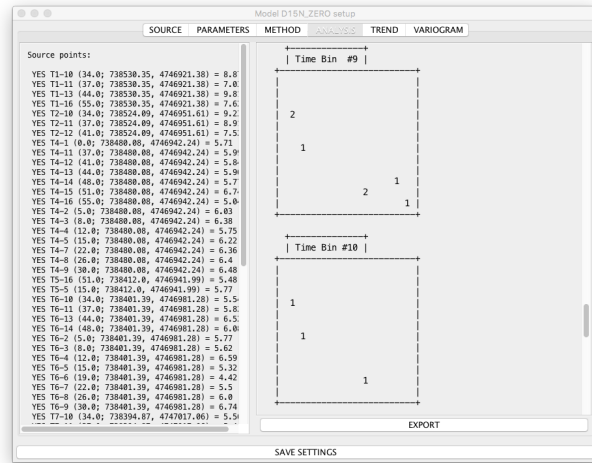 Model D15N_ZERO setup
SOURCE PARAMETERS METHOD ANALYSIS TREND VARIOGRAM
Source points:
YES T1-10 (34.0; 738530.35, 4746921.38) = 8.8
YES T1-11 (37.0; 738530.35, 4746921.38) = 7.0
YES T1-13 (44.0; 738530.35, 4746921.38) = 9.8
YES T1-16 (55.0; 738530.35, 4746921.38) = 7.6
YES T2-10 (34.0; 738524.09, 4746951.61) = 9.2
YES T2-11 (37.0; 738524.09, 4746951.61) = 8.9
YES T2-12 (41.0; 738524.09, 4746951.61) = 7.5
YES T4-1 (0.0; 738480.08, 4746942.24) = 5.71
YES T4-11 (37.0; 738480.08, 4746942.24) = 5.9
YES T4-12 (41.0; 738480.08, 4746942.24) = 5.8
YES T4-13 (44.0; 738480.08, 4746942.24) = 5.9
YES T4-14 (48.0; 738480.08, 4746942.24) = 5.7
YES T4-15 (51.0; 738480.08, 4746942.24) = 6.7
YES T4-16 (55.0; 738480.08, 4746942.24) = 5.0
YES T4-2 (5.0; 738480.08, 4746942.24) = 6.03
YES T4-3 (8.0; 738480.08, 4746942.24) = 6.38
YES T4-4 (12.0; 738480.08, 4746942.24) = 5.75
YES T4-5 (15.0; 738480.08, 4746942.24) = 6.22
YES T4-7 (22.0; 738480.08, 4746942.24) = 6.36
YES T4-8 (26.0; 738480.08, 4746942.24) = 6.4
YES T4-9 (30.0; 738480.08, 4746942.24) = 6.48
YES T5-16 (51.0; 738412.0, 4746941.99) = 5.48
YES T5-5 (15.0; 738412.0, 4746941.99) = 5.77
YES T6-10 (34.0; 738401.39, 4746981.28) = 5.5
YES T6-11 (37.0; 738401.39, 4746981.28) = 5.8
YES T6-13 (44.0; 738401.39, 4746981.28) = 6.5
YES T6-14 (48.0; 738401.39, 4746981.28) = 6.0
YES T6-2 (5.0; 738401.39, 4746981.28) = 5.77
YES T6-3 (8.0; 738401.39, 4746981.28) = 5.62
YES T6-4 (12.0; 738401.39, 4746981.28) = 6.59
YES T6-5 (15.0; 738401.39, 4746981.28) = 5.32
YES T6-6 (19.0; 738401.39, 4746981.28) = 4.42
YES T6-7 (22.0; 738401.39, 4746981.28) = 5.5
YES T6-8 (26.0; 738401.39, 4746981.28) = 6.0
YES T6-9 (30.0; 738401.39, 4746981.28) = 6.74
YES T7-10 (34.0; 738394.87, 4747017.06) = 5.5
Time Bin #9
2
1
1
2
1
Time Bin #10
1
1
1
EXPORT
SAVE SETTINGS